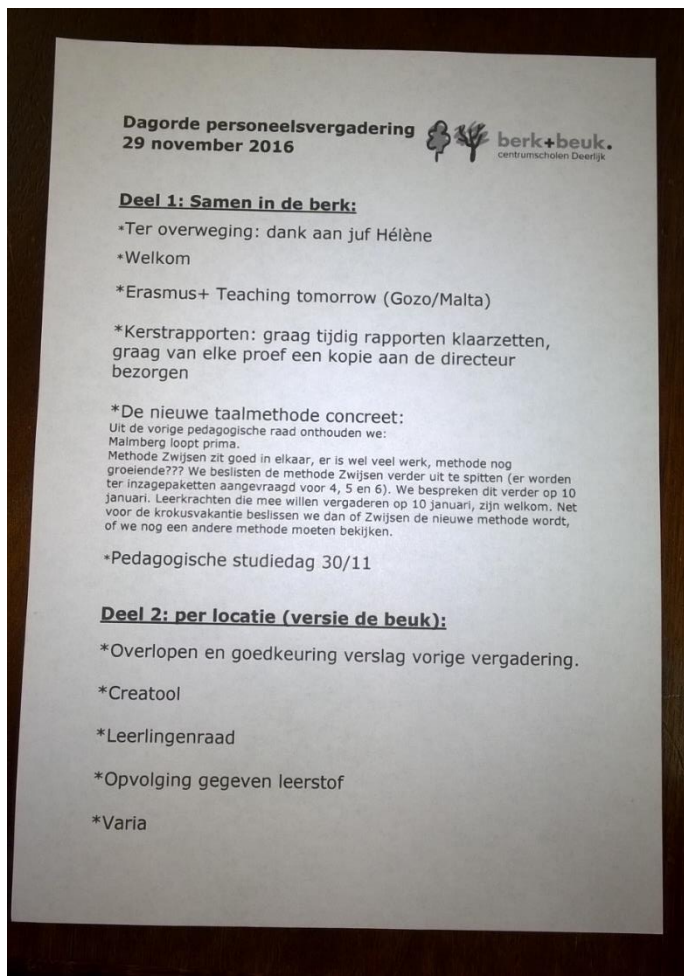 Dagorde personeelsvergadering
29 november 2016
berk+beuk.
centrumscholen Deerlijk
Deel 1: Samen in de berk:
*Ter overweging: dank aan juf Hélène
*Welkom
*Erasmus+ Teaching tomorrow (Gozo/Malta)
*Kerstrapporten: graag tijdig rapporten klaarzetten,
graag van elke proef een kopie aan de directeur
bezorgen
*De nieuwe taalmethode concreet:
Uit de vorige pedagogische raad onthouden we:
Malmberg loopt prima.
Methode Zwijsen zit goed in elkaar, er is wel veel werk, methode nog
groeiende??? We beslisten de methode Zwijsen verder uit te spitten (er worden
ter inzagepaketten aangevraagd voor 4, 5 en 6). We bespreken dit verder op 10
januari. Leerkrachten die mee willen vergaderen op 10 januari, zijn welkom. Net
voor de krokusvakantie beslissen we dan of Zwijsen de nieuwe methode wordt,
of we nog een andere methode moeten bekijken.
*Pedagogische studiedag 30/11
Deel 2: per locatie (versie de beuk):
*Overlopen en goedkeuring verslag vorige vergadering.
*Creatool
*Leerlingenraad
*Opvolging gegeven leerstof
*Varia